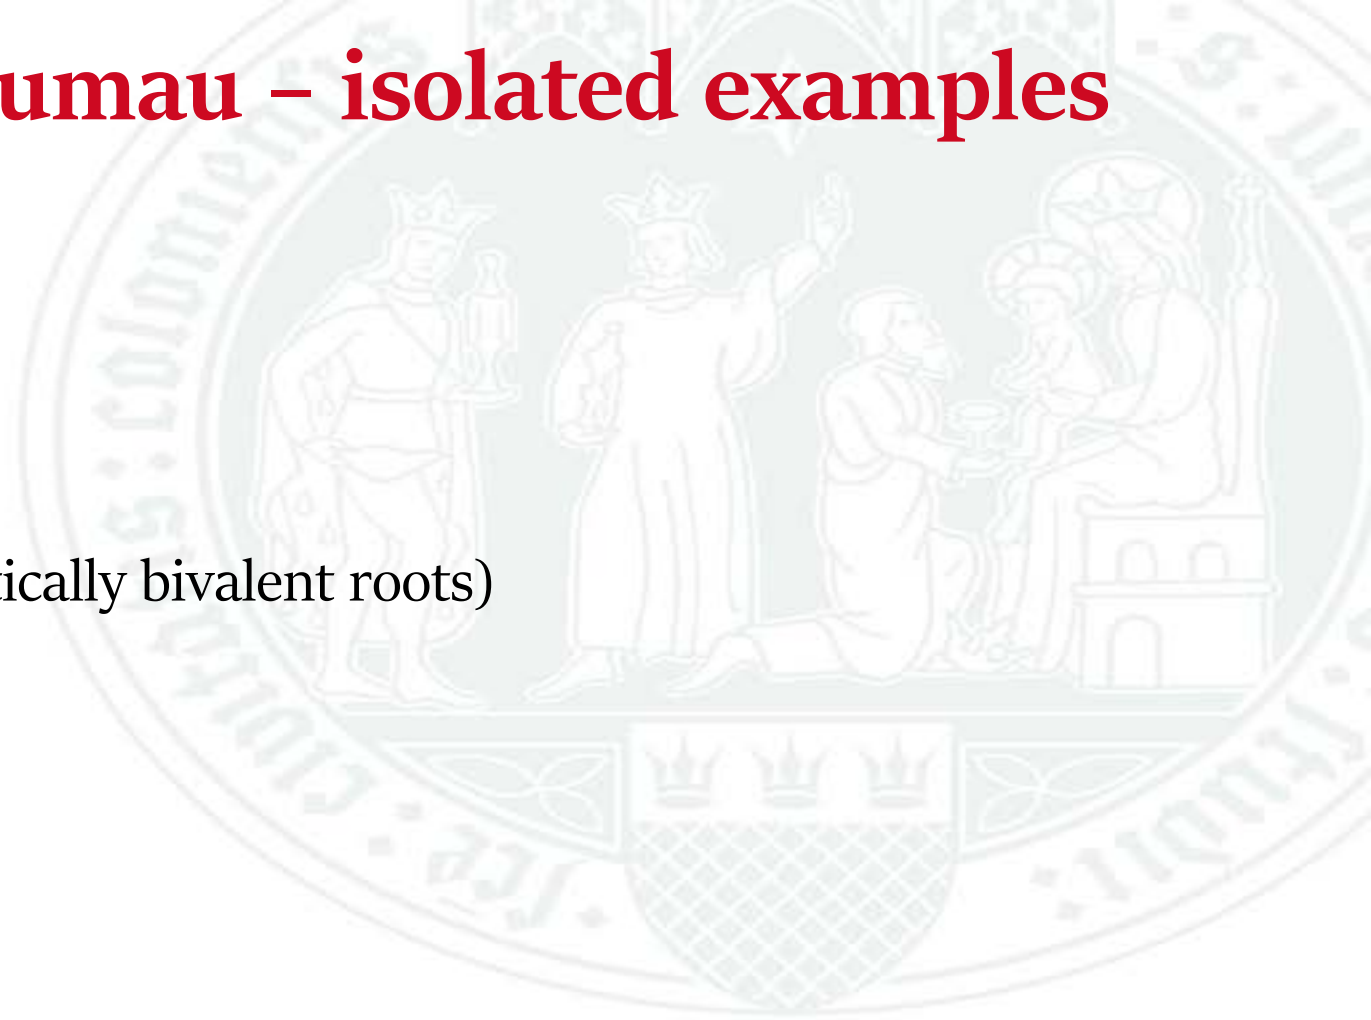 umau – isolated examples
tically bivalent roots)